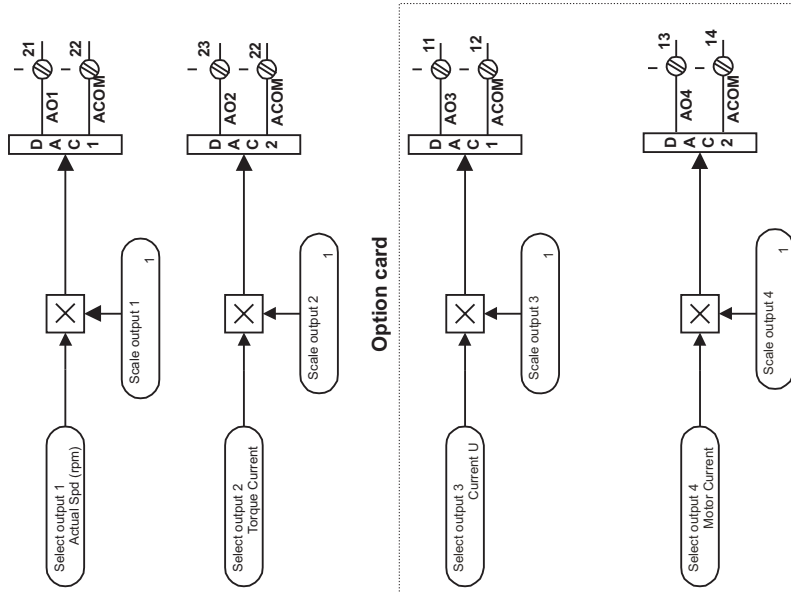 Select output 1
Actual Spd (rpm)
Scale output 1
1
D
A
C
1
AO1
ACOM
I
21
I
22
Select output 2
Torque Current
Scale output 2
1
D
A
C
2
AO2
ACOM
I
23
I
22
Option card
Select output 3
Current U
Scale output 3
1
D
A
C
1
AO3
ACOM
I
11
I
12
Select output 4
Motor Current
Scale output 4
1
D
A
C
2
AO4
ACOM
I
13
I
14